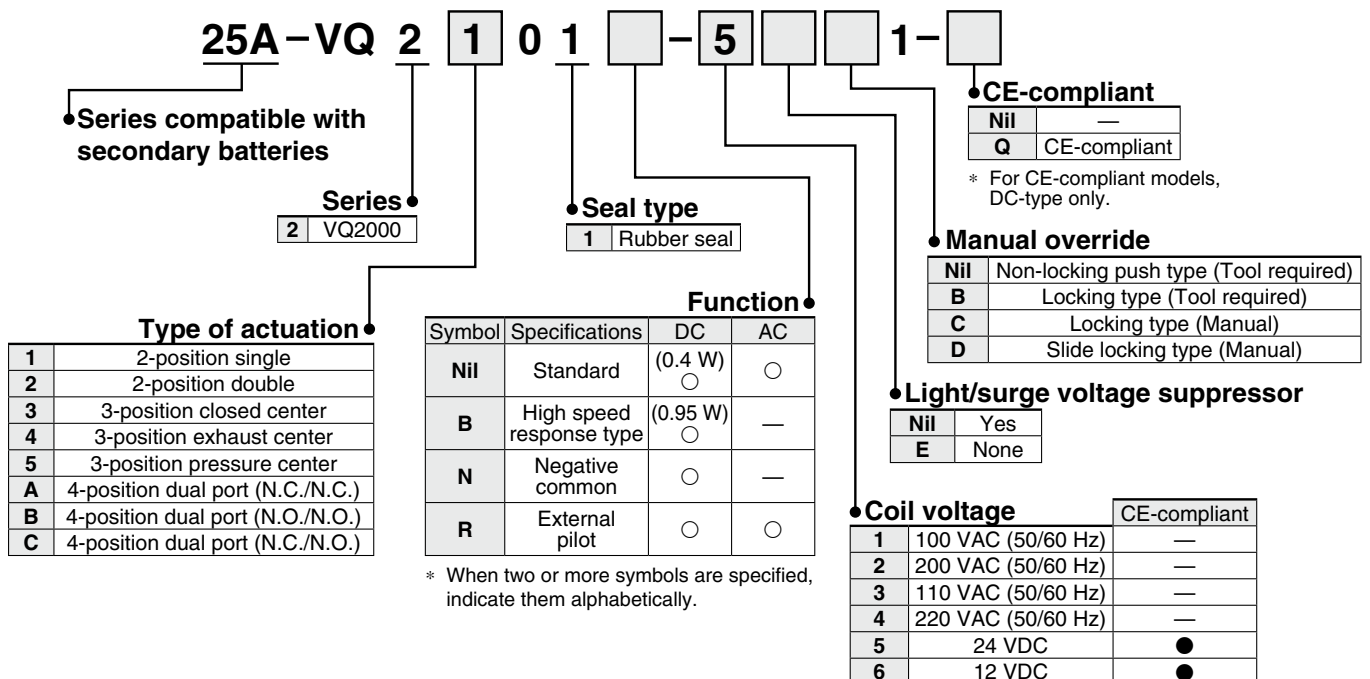 25A-VQ 2 1 0 1 - 5 1-
Series compatible with
secondary batteries
Series
2 VQ2000
Seal type
1 Rubber seal
CE-compliant
Nil —
Q CE-compliant
* For CE-compliant models,
DC-type only.
Manual override
Nil Non-locking push type (Tool required)
B Locking type (Tool required)
C Locking type (Manual)
D Slide locking type (Manual)
Type of actuation
1 2-position single
2 2-position double
3 3-position closed center
4 3-position exhaust center
5 3-position pressure center
A 4-position dual port (N.C./N.C.)
B 4-position dual port (N.O./N.O.)
C 4-position dual port (N.C./N.O.)
Function
Symbol Specifications DC AC
Nil Standard (0.4 W) ○ ○
B High speed response type (0.95 W) ○ —
N Negative common ○ —
R External pilot ○ ○
* When two or more symbols are specified,
indicate them alphabetically.
Light/surge voltage suppressor
Nil Yes
E None
Coil voltage CE-compliant
1 100 VAC (50/60 Hz) —
2 200 VAC (50/60 Hz) —
3 110 VAC (50/60 Hz) —
4 220 VAC (50/60 Hz) —
5 24 VDC ●
6 12 VDC ●